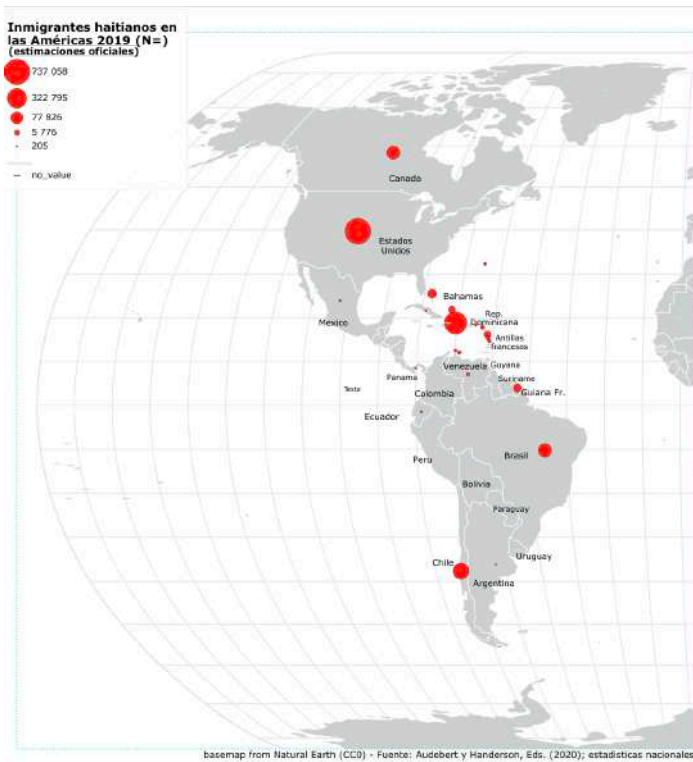 Inmigrantes haitianos en
las Américas 2019 (N=)
(estimaciones oficiales)
737 058
322 795
77 826
5 776
205
no_value
Canada
Estados
Unidos
Bahamas
Mexico
Rep.
Dominicana
Antillas
francesas
Venezuela
Guyana
Panama
Suriname
Texte
Colombia
Guiana Fr.
Ecuador
Peru
Brasil
Bolivia
Paraguay
Uruguay
Chile
Argentina
basemap from Natural Earth (CC0) - Fuente: Audebert y Handerson, Eds. (2020); estadisticas nacionales